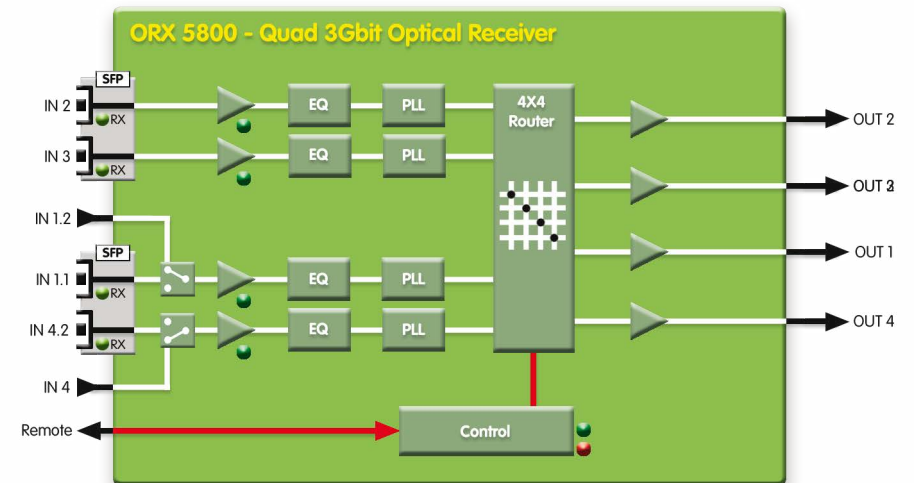 ORX 5800 - Quad 3Gbit Optical Receiver
SFP
IN 2
RX
EQ
PLL
4X4
Router
OUT 2
IN 3
RX
EQ
PLL
OUT 3
IN 1.2
SFP
IN 1.1
RX
EQ
PLL
OUT 1
IN 4.2
RX
EQ
PLL
OUT 4
IN 4
Remote
Control